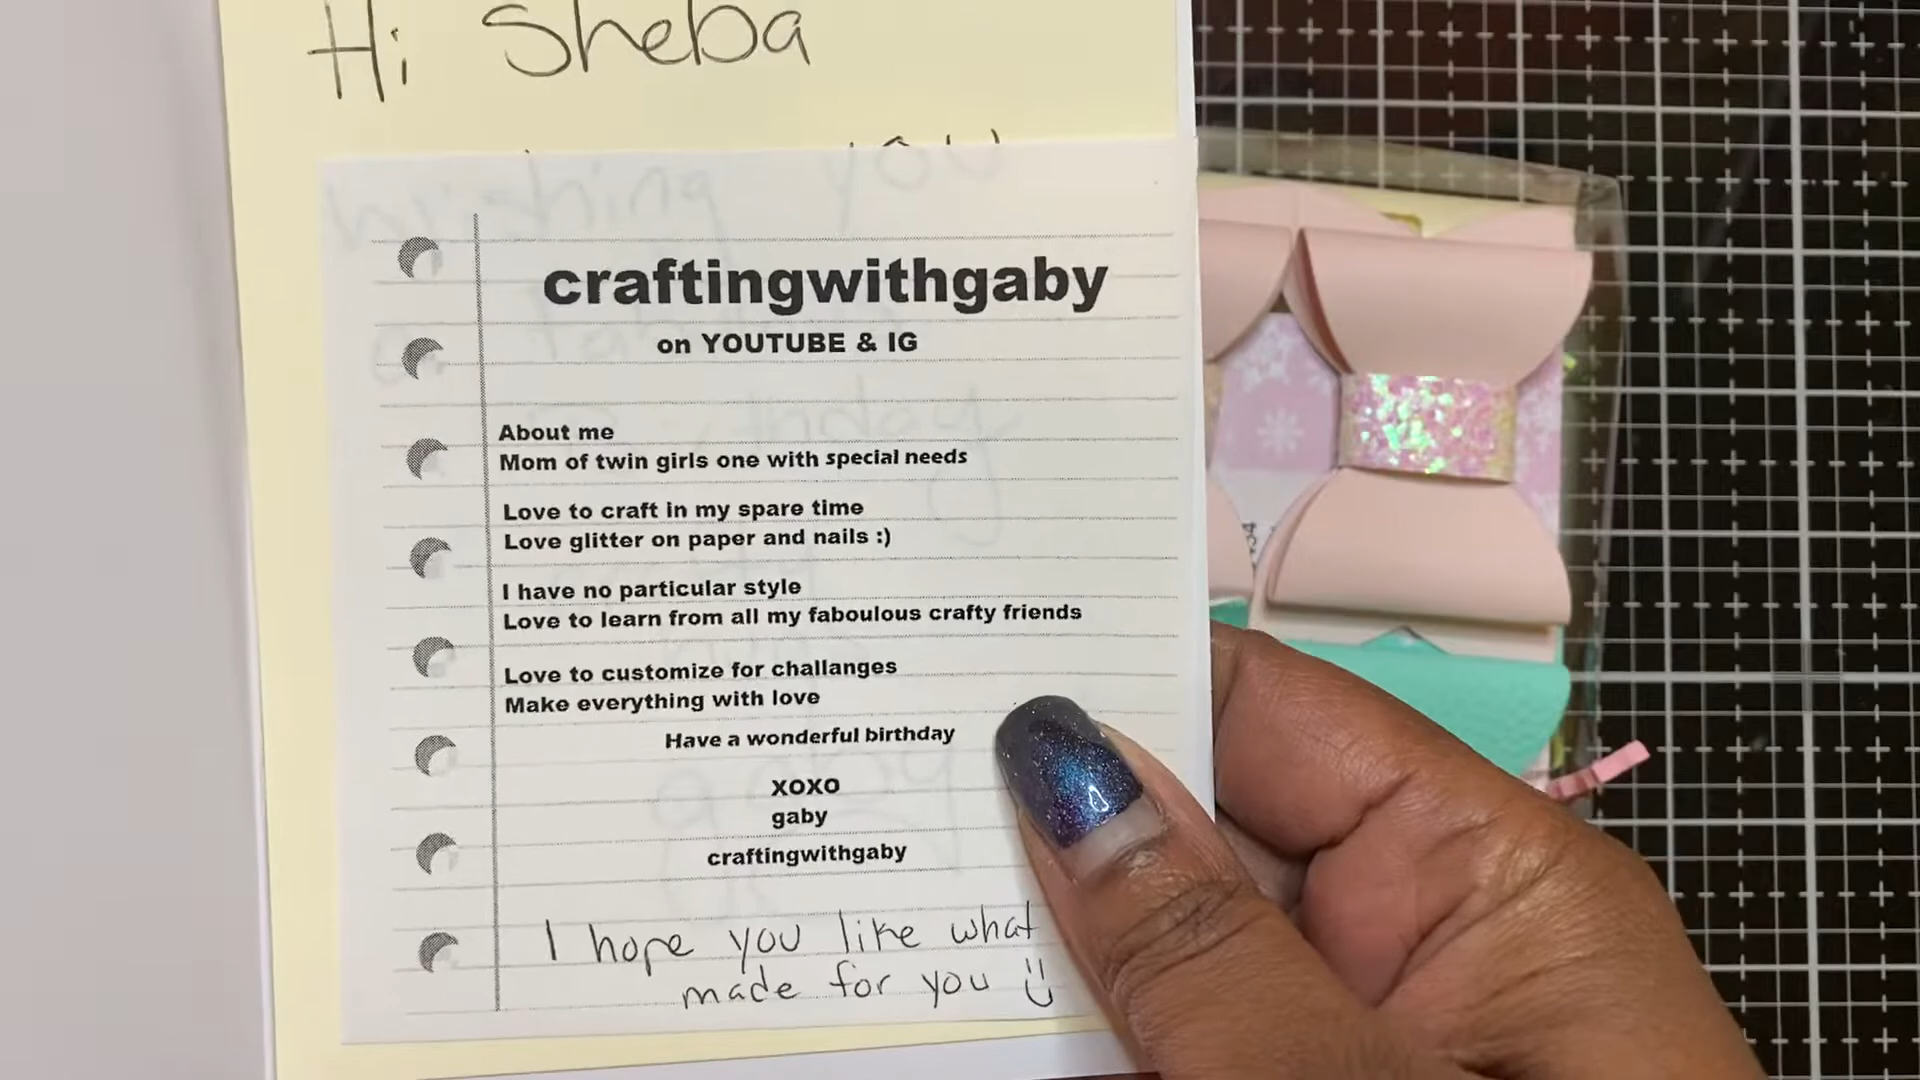 Hi Sheba
wishing you
craftingwithgaby
on YOUTUBE & IG
About me
Mom of twin girls one with special needs
Love to craft in my spare time
Love glitter on paper and nails :)
I have no particular style
Love to learn from all my faboulous crafty friends
Love to customize for challanges
Make everything with love
Have a wonderful birthday
XOXO
gaby
craftingwithgaby
I hope you like what
made for you